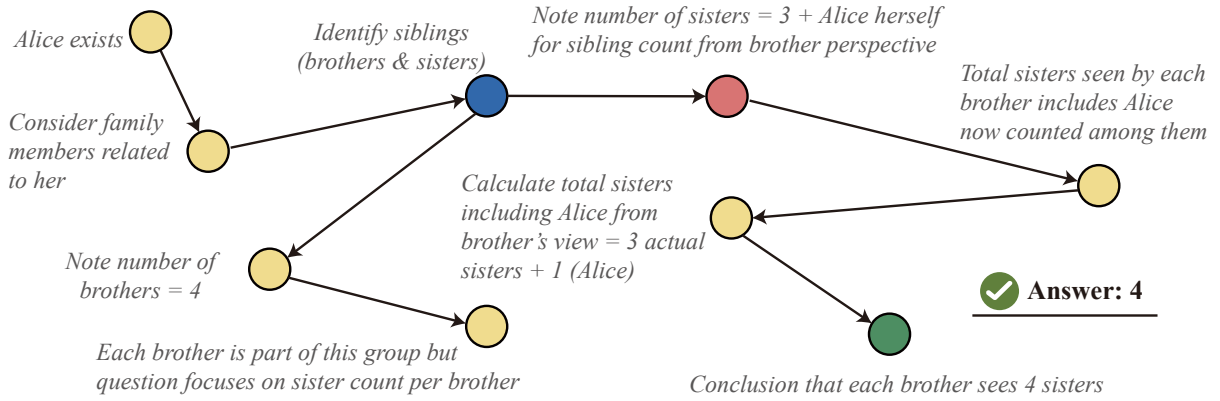 Alice exists
Identify siblings
(brothers & sisters)
Note number of sisters = 3 + Alice herself
for sibling count from brother perspective
Total sisters seen by each
brother includes Alice
now counted among them
Consider family
members related
to her
Calculate total sisters
including Alice from
brother's view = 3 actual
sisters + 1 (Alice)
Note number of
brothers = 4
Answer: 4
Each brother is part of this group but
question focuses on sister count per brother
Conclusion that each brother sees 4 sisters